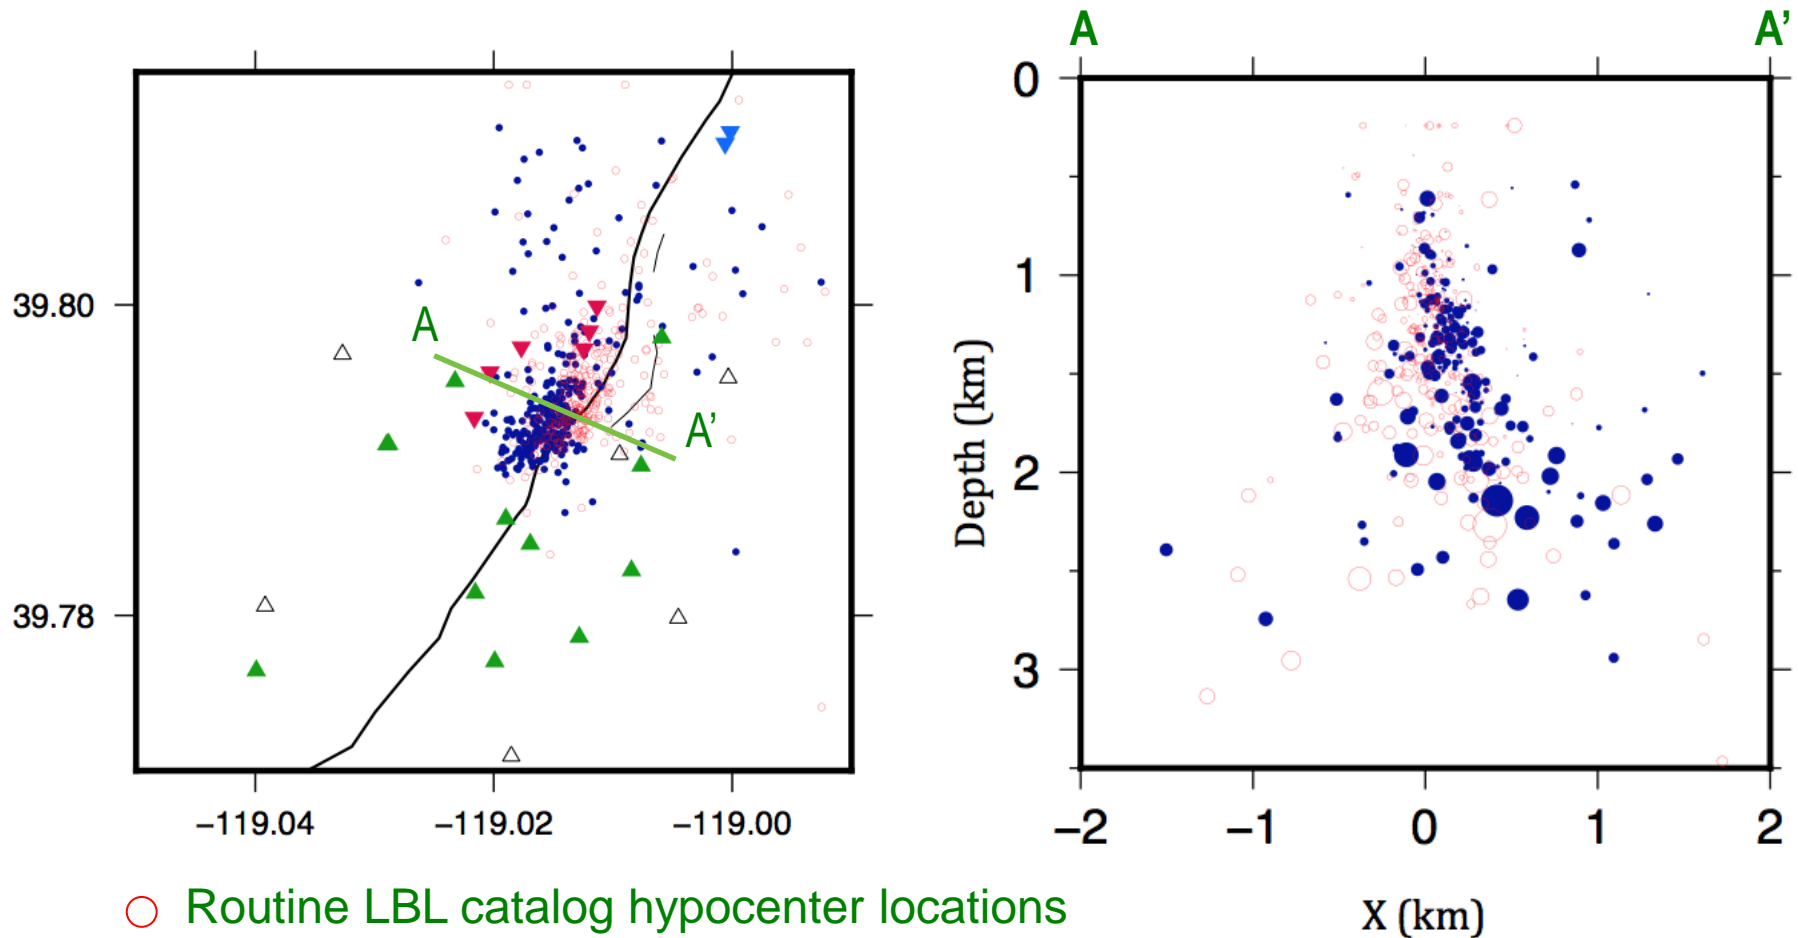 A A’
39.80
39.78
−119.04 −119.02 −119.00
A
A’
0
1
2
3
Depth (km)
−2 −1 0 1 2
X (km)
Routine LBL catalog hypocenter locations